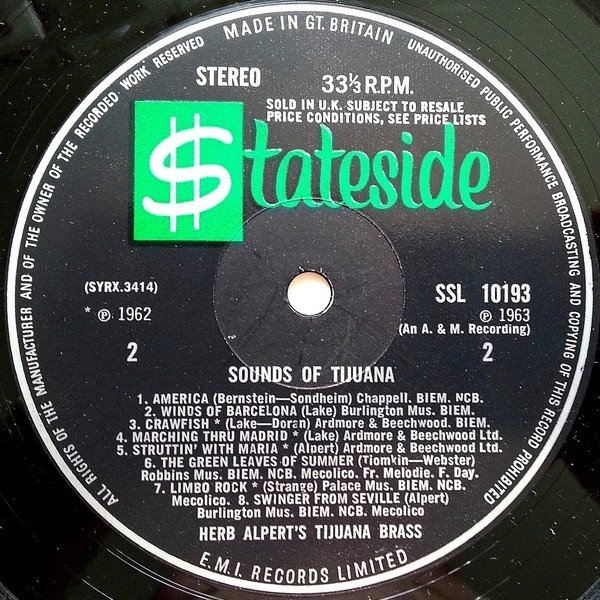 MADE IN GT. BRITAIN
UNAUTHORISED PUBLIC PERFORMANCE BROADCASTING AND COPYING OF THIS RECORD PROHIBITED
ALL RIGHTS OF THE MANUFACTURER AND OF THE OWNER OF THE RECORDED WORK RESERVED
STEREO
33⅓ R.P.M.
SOLD IN U.K. SUBJECT TO RESALE
PRICE CONDITIONS, SEE PRICE LISTS
$tateside
(SYRX.3414)
* ℗ 1962
2
SSL 10193
℗ 1963
(An A. & M. Recording)
2
SOUNDS OF TIJUANA
1. AMERICA (Bernstein—Sondheim) Chappell. BIEM. NCB.
2. WINDS OF BARCELONA (Lake) Burlington Mus. BIEM.
3. CRAWFISH * (Lake—Doran) Ardmore & Beechwood. BIEM.
4. MARCHING THRU MADRID * (Lake) Ardmore & Beechwood Ltd.
5. STRUTTIN' WITH MARIA * (Alpert) Ardmore & Beechwood Ltd.
6. THE GREEN LEAVES OF SUMMER (Tiomkin—Webster)
Robbins Mus. BIEM. NCB. Mecolico. Fr. Melodie. F. Day.
7. LIMBO ROCK * (Strange) Palace Mus. BIEM. NCB.
Mecolico. 8. SWINGER FROM SEVILLE (Alpert)
Burlington Mus. BIEM. NCB. Mecolico
HERB ALPERT'S TIJUANA BRASS
E.M.I. RECORDS LIMITED